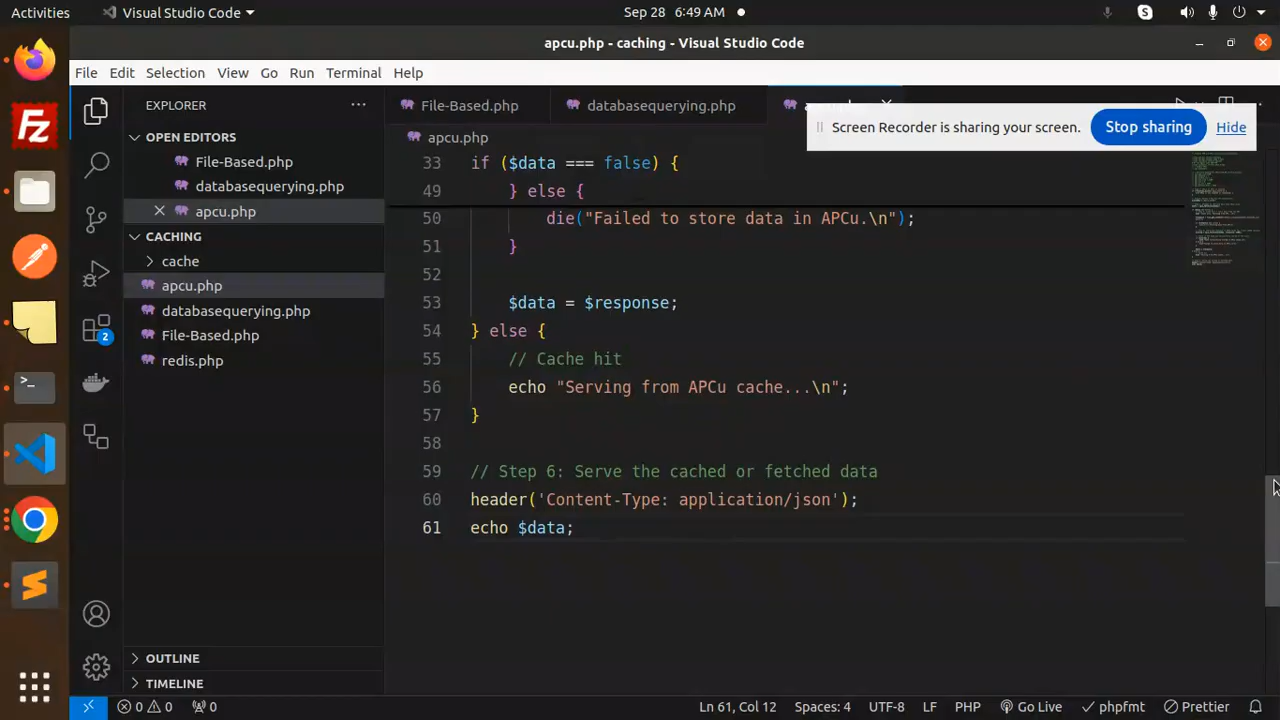 Activities
Visual Studio Code
Sep 28 6:49 AM
apcu.php - caching - Visual Studio Code
File Edit Selection View Go Run Terminal Help
EXPLORER
File-Based.php
databasequerying.php
Screen Recorder is sharing your screen.
Stop sharing
Hide
OPEN EDITORS
File-Based.php
databasequerying.php
apcu.php
CACHING
cache
apcu.php
databasequerying.php
File-Based.php
redis.php
OUTLINE
TIMELINE
2
apcu.php
33 if ($data === false) {
49 } else {
50 die("Failed to store data in APCu.\n");
51 }
52
53 $data = $response;
54 } else {
55 // Cache hit
56 echo "Serving from APCu cache...\n";
57 }
58
59 // Step 6: Serve the cached or fetched data
60 header('Content-Type: application/json');
61 echo $data;
0 0 0
Ln 61, Col 12
Spaces: 4
UTF-8
LF
PHP
Go Live
phpfmt
Prettier